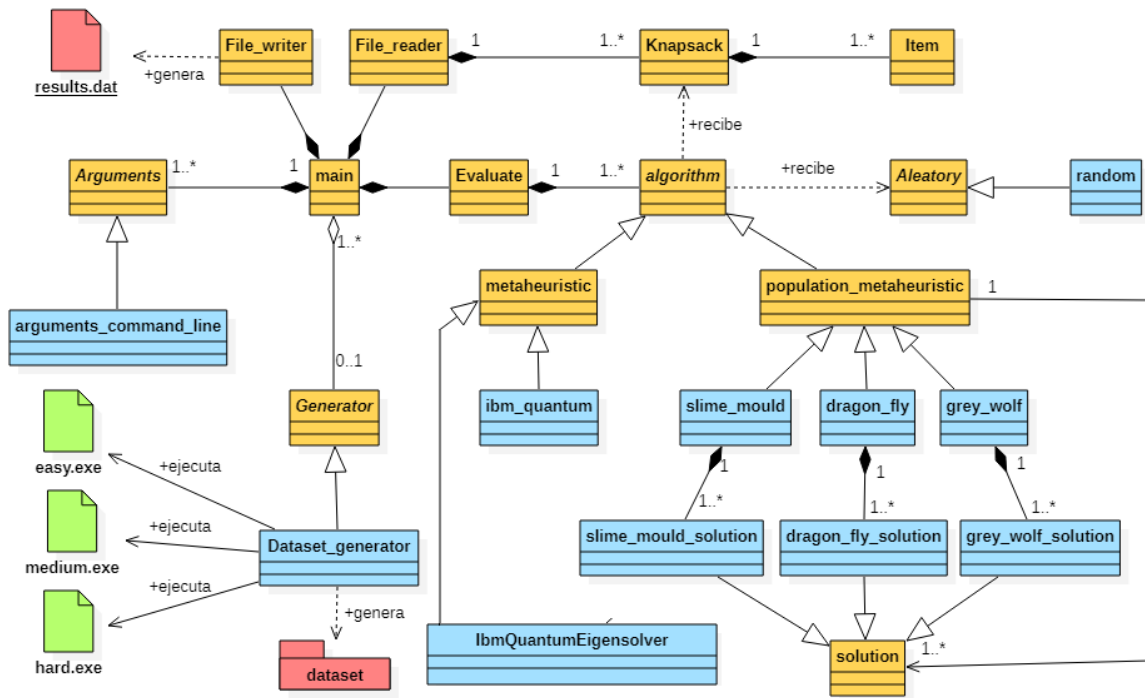 File_writer
File_reader
1
1..*
Knapsack
1
1..*
Item
+genera
results.dat
+recibe
Arguments
1..*
1
main
Evaluate
1
1..*
algorithm
+recibe
Aleatory
random
1..*
metaheuristic
population_metaheuristic
1
arguments_command_line
0..1
Generator
ibm_quantum
slime_mould
dragon_fly
grey_wolf
easy.exe
+ejecuta
1
1
1
1..*
1..*
1..*
+ejecuta
medium.exe
Dataset_generator
slime_mould_solution
dragon_fly_solution
grey_wolf_solution
+ejecuta
hard.exe
+genera
IbmQuantumEigensolver
dataset
solution
1..*